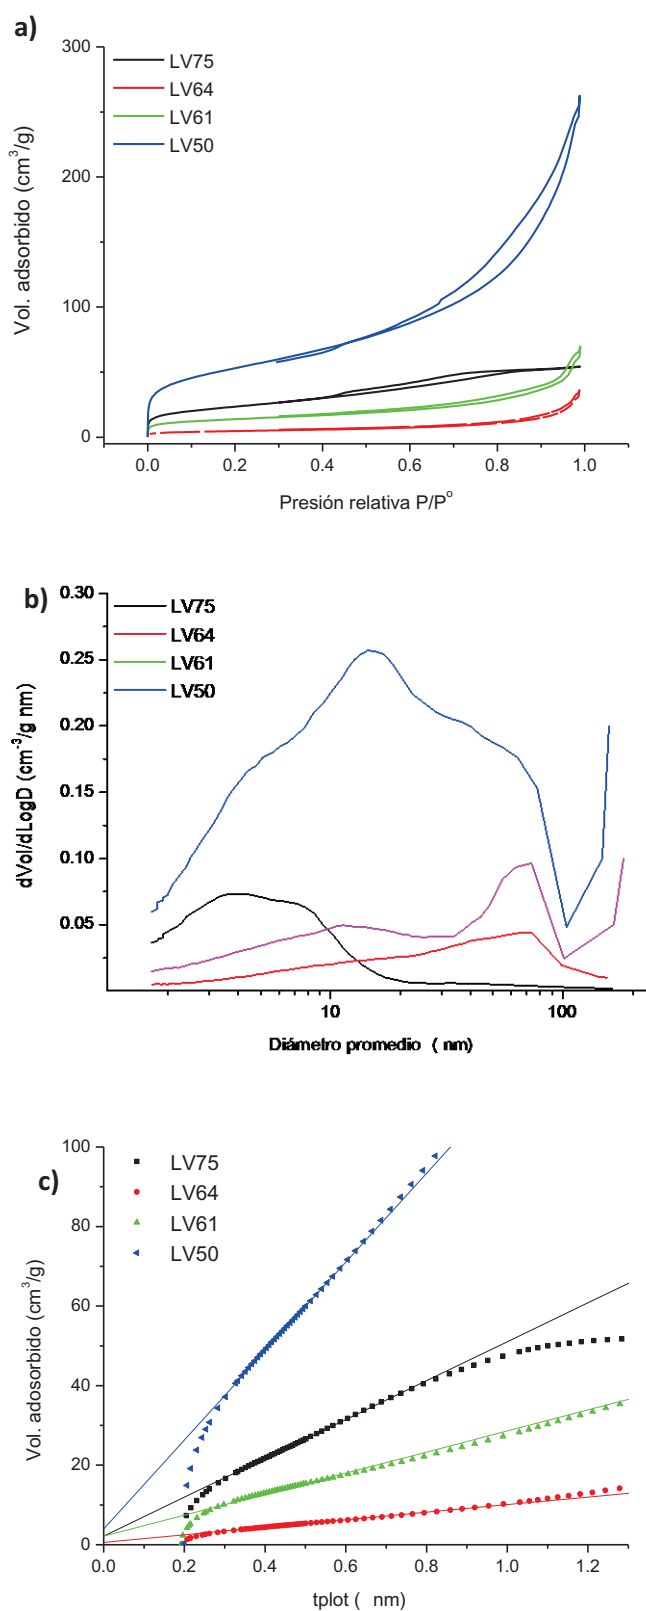 a)
LV75
LV64
LV61
LV50
300
200
100
0
Vol. adsorbido (cm³/g)
0.0 0.2 0.4 0.6 0.8 1.0
Presión relativa P/P°
b)
LV75
LV64
LV61
LV50
0.30
0.25
0.20
0.15
0.10
0.05
dVol/dLogD (cm⁻³/g nm)
10 100
Diámetro promedio ( nm)
c)
LV75
LV64
LV61
LV50
100
80
60
40
20
0
Vol. adosorbido (cm³/g)
0.0 0.2 0.4 0.6 0.8 1.0 1.2
tplot ( nm)